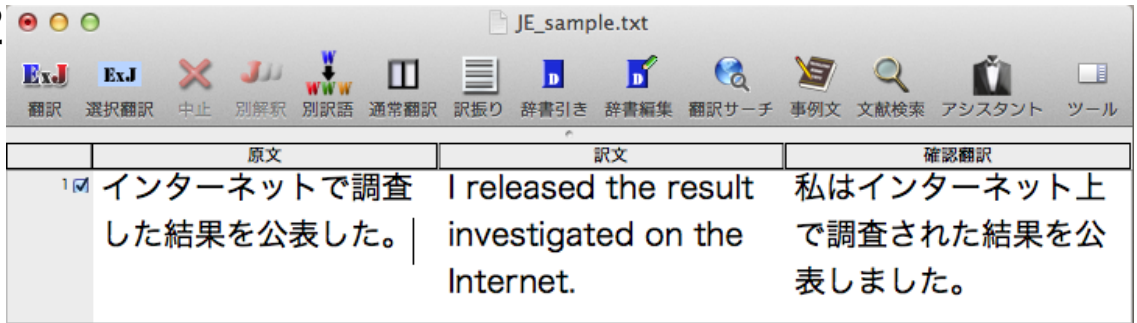 JE_sample.txt
ExJ ExJ J W WWW D D
翻訳 選択翻訳 中止 別解釈 別訳語 通常翻訳 訳振り 辞書引き 辞書編集 翻訳サーチ 事例文 文献検索 アシスタント ツール
原文 訳文 確認翻訳
1 インターネットで調査 I released the result 私はインターネット上
した結果を公表した。 investigated on the で調査された結果を公
Internet. 表しました。